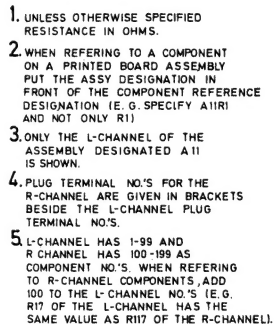 1. UNLESS OTHERWISE SPECIFIED
RESISTANCE IN OHMS.
2. WHEN REFERING TO A COMPONENT
ON A PRINTED BOARD ASSEMBLY
PUT THE ASSY DESIGNATION IN
FRONT OF THE COMPONENT REFERENCE
DESIGNATION (E.G. SPECIFY A11R1
AND NOT ONLY R1)
3. ONLY THE L-CHANNEL OF THE
ASSEMBLY DESIGNATED A11
IS SHOWN.
4. PLUG TERMINAL NO.'S FOR THE
R-CHANNEL ARE GIVEN IN BRACKETS
BESIDE THE L-CHANNEL PLUG
TERMINAL NO.'S.
5. L-CHANNEL HAS 1-99 AND
R CHANNEL HAS 100-199 AS
COMPONENT NO.'S. WHEN REFERING
TO R-CHANNEL COMPONENTS, ADD
100 TO THE L-CHANNEL NO.'S (E.G.
R17 OF THE L-CHANNEL HAS THE
SAME VALUE AS R117 OF THE R-CHANNEL).